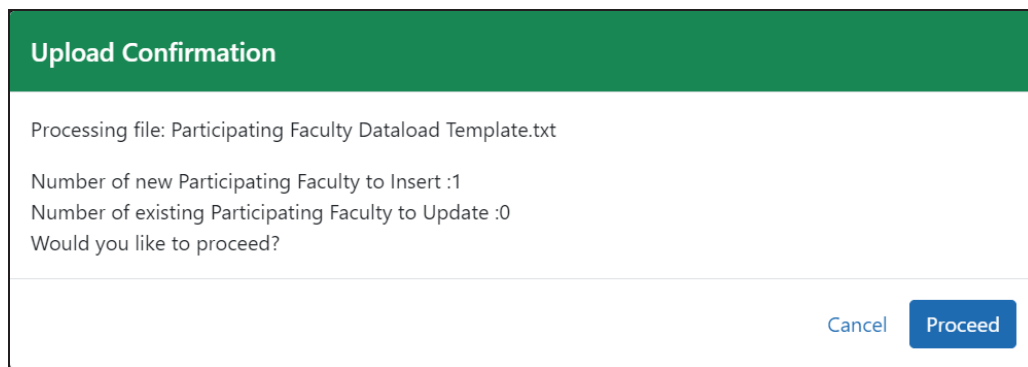 Upload Confirmation
Processing file: Participating Faculty Dataload Template.txt
Number of new Participating Faculty to Insert :1
Number of existing Participating Faculty to Update :0
Would you like to proceed?
Cancel Proceed